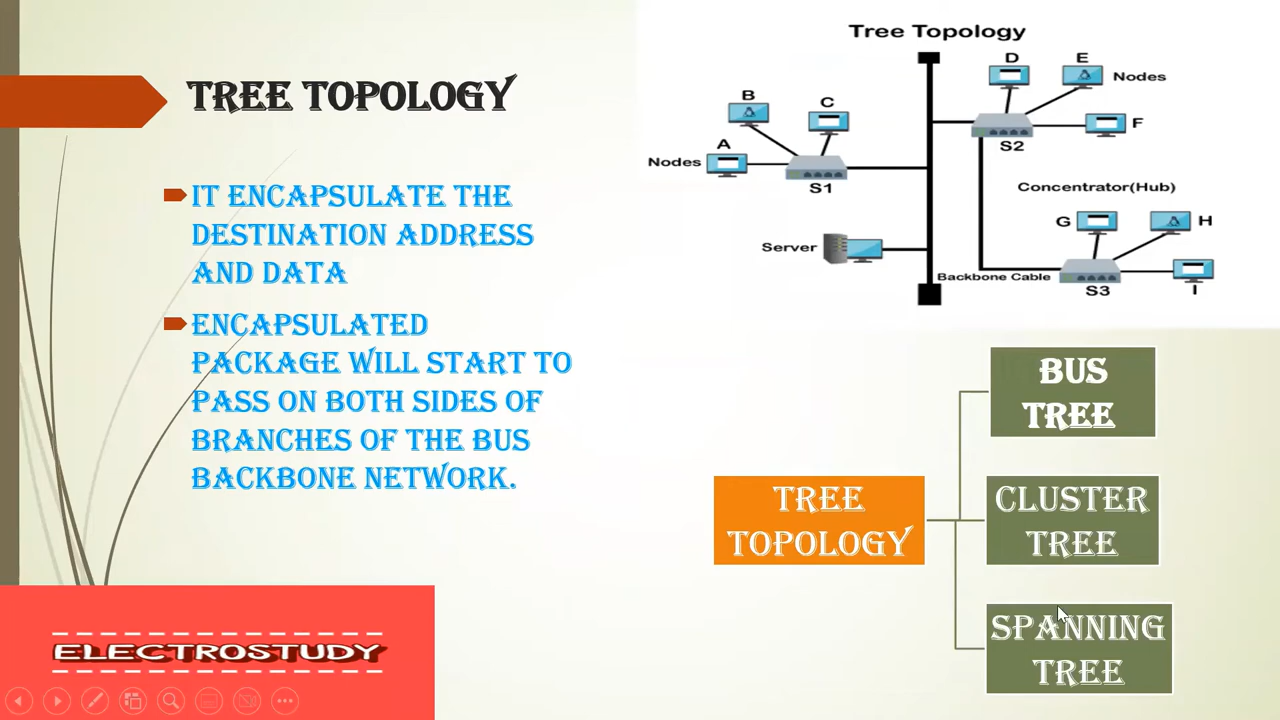 TREE TOPOLOGY
IT ENCAPSULATE THE
DESTINATION ADDRESS
AND DATA
ENCAPSULATED
PACKAGE WILL START TO
PASS ON BOTH SIDES OF
BRANCHES OF THE BUS
BACKBONE NETWORK.
Tree Topology
D
E
Nodes
B
C
F
A
S2
Nodes
S1
Concentrator(Hub)
G
H
Server
Backbone Cable
S3
I
BUS
TREE
TREE
TOPOLOGY
CLUSTER
TREE
SPANNING
TREE
ELECTROSTUDY